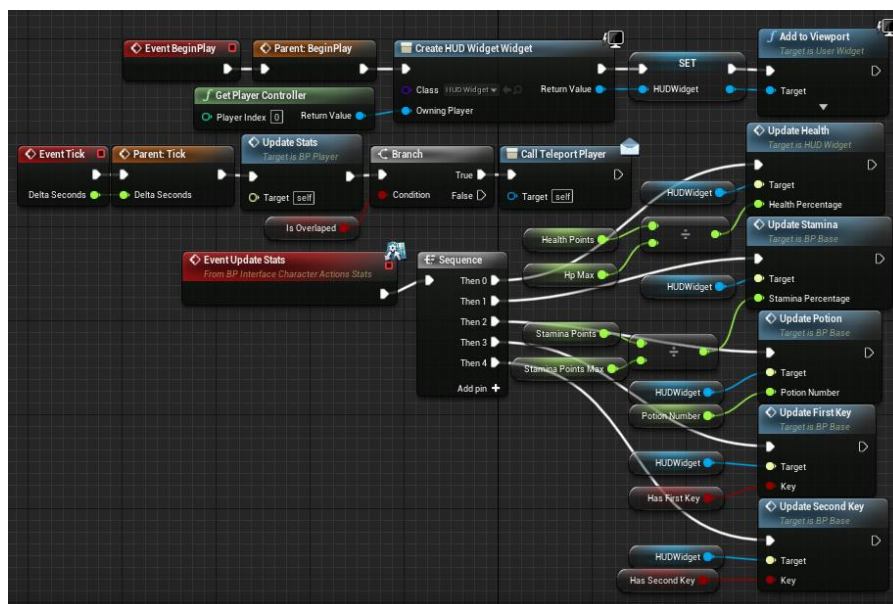 Event BeginPlay
Parent: BeginPlay
Create HUD Widget Widget
Class HUD Widget
Return Value
Owning Player
SET
HUDWidget
Add to Viewport
Target is User Widget
Target
Get Player Controller
Player Index 0
Return Value
Event Tick
Delta Seconds
Parent: Tick
Delta Seconds
Update Stats
Target is BP Player
Target self
Branch
True
Condition
False
Call Teleport Player
Target self
Is Overlaped
Event Update Stats
From BP Interface Character Actions Stats
Sequence
Then 0
Then 1
Then 2
Then 3
Then 4
Add pin +
Update Health
Target is HUD Widget
HUDWidget
Target
Health Percentage
Health Points
÷
Hp Max
Update Stamina
Target is BP Base
HUDWidget
Target
Stamina Percentage
Stamina Points
÷
Stamina Points Max
Update Potion
Target is BP Base
HUDWidget
Target
Potion Number
Potion Number
Update First Key
Target is BP Base
HUDWidget
Target
Has First Key
Key
Update Second Key
Target is BP Base
HUDWidget
Target
Has Second Key
Key